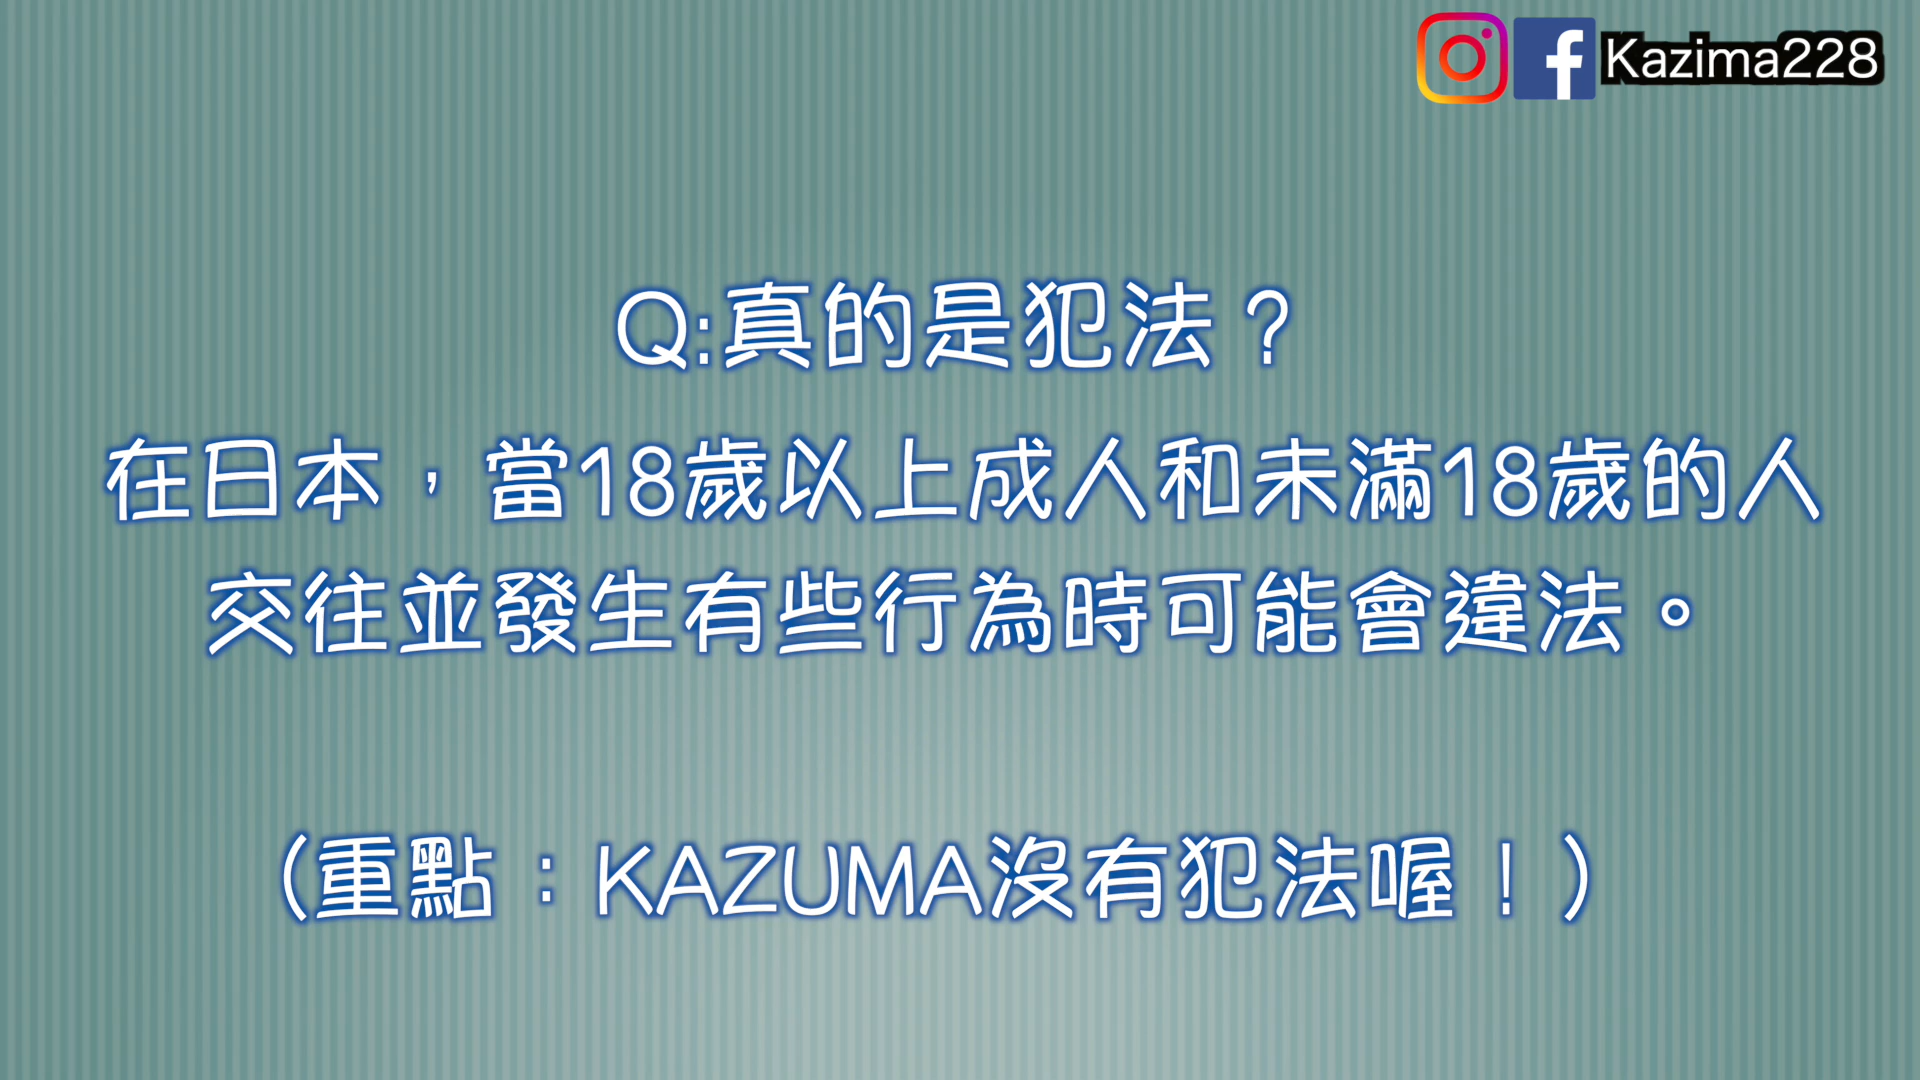 Kazima228
Q:真的是犯法？
在日本，當18歲以上成人和未滿18歲的人
交往並發生有些行為時可能會違法。
（重點：KAZUMA沒有犯法喔！）